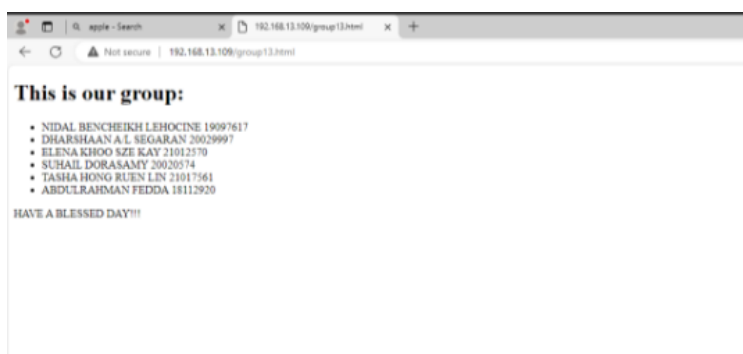 apple - Search
192.168.13.109/group13.html
Not secure | 192.168.13.109/group13.html
This is our group:
NIDAL BENCHEIKH LEHOCINE 19097617
DHARSHAAN A/L SEGARAN 20029997
ELENA KHOO SZE KAY 21012570
SUHAIL DORASAMY 20020574
TASHA HONG RUEN LIN 21017561
ABDULRAHMAN FEDDA 18112920
HAVE A BLESSED DAY!!!